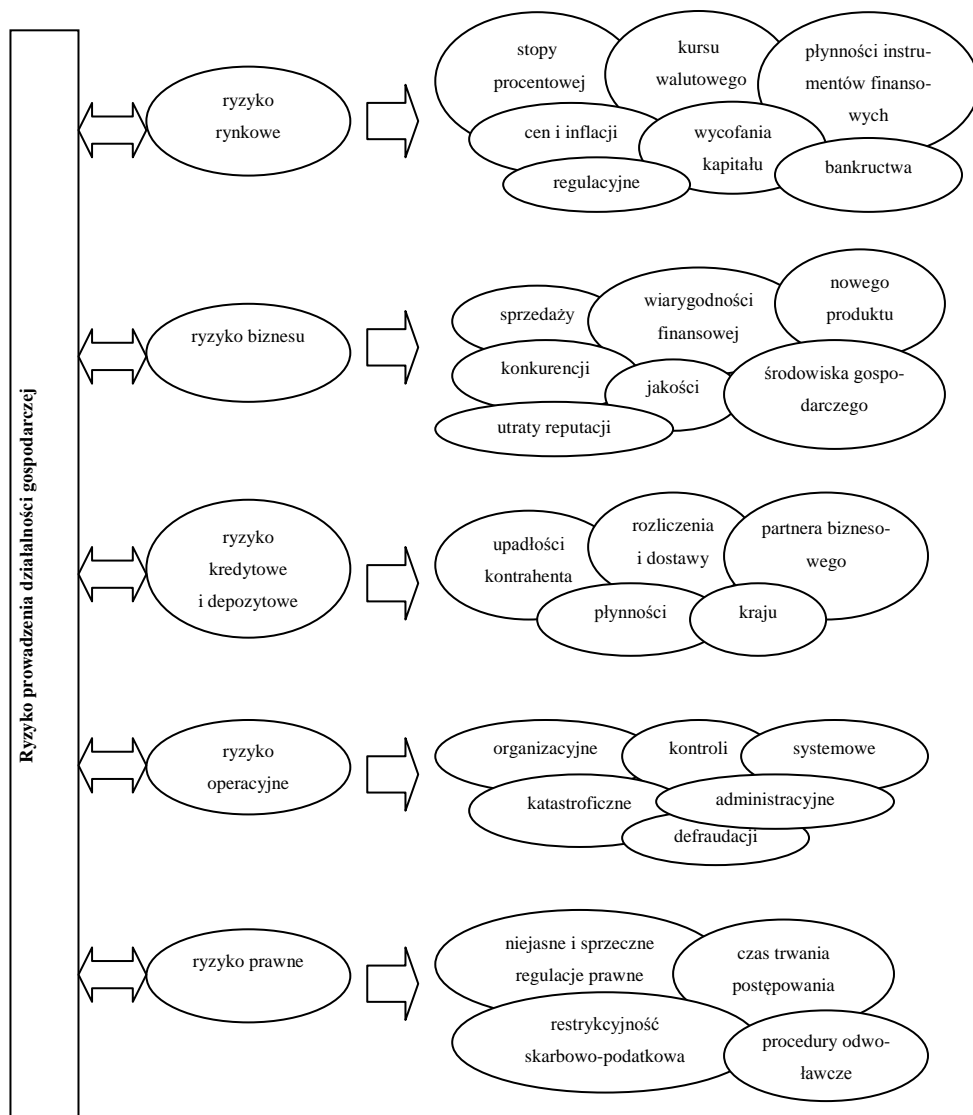 Ryzyko prowadzenia działalności gospodarczej
ryzyko
rynkowe
stopy
procentowej
kursu
walutowego
płynności instru-
mentów finanso-
wych
cen i inflacji
wycofania
kapitału
bankructwa
regulacyjne
ryzyko biznesu
sprzedaży
wiarygodności
finansowej
nowego
produktu
konkurencji
jakości
środowiska gospo-
darczego
utraty reputacji
ryzyko
kredytowe
i depozytowe
upadłości
kontrahenta
rozliczenia
i dostawy
partnera bizneso-
wego
płynności
kraju
ryzyko
operacyjne
organizacyjne
kontroli
systemowe
katastroficzne
administracyjne
defraudacji
ryzyko prawne
niejasne i sprzeczne
regulacje prawne
czas trwania
postępowania
restrykcyjność
skarbowo-podatkowa
procedury odwo-
ławcze